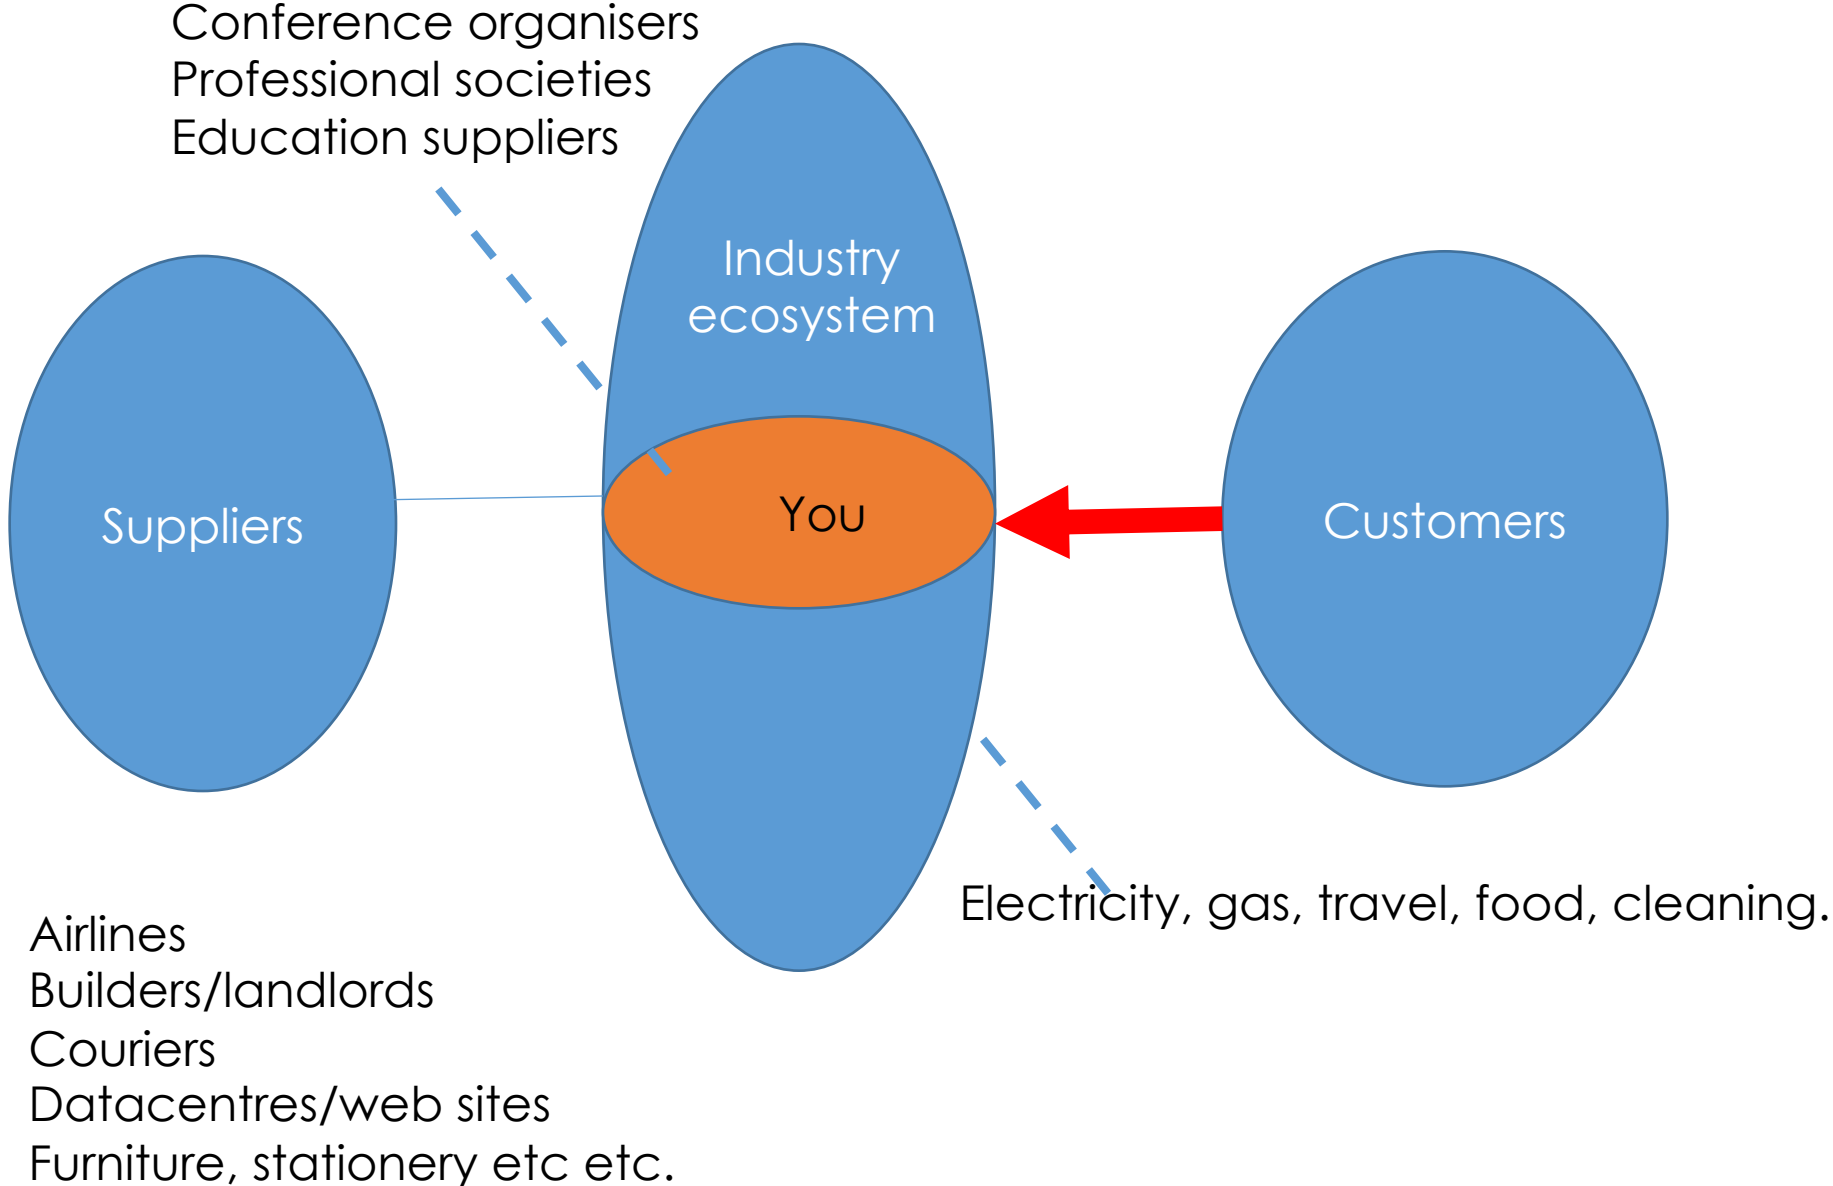 Conference organisers
Professional societies
Education suppliers
Industry
ecosystem
Suppliers
You
Customers
Electricity, gas, travel, food, cleaning.
Airlines
Builders/landlords
Couriers
Datacentres/web sites
Furniture, stationery etc etc.